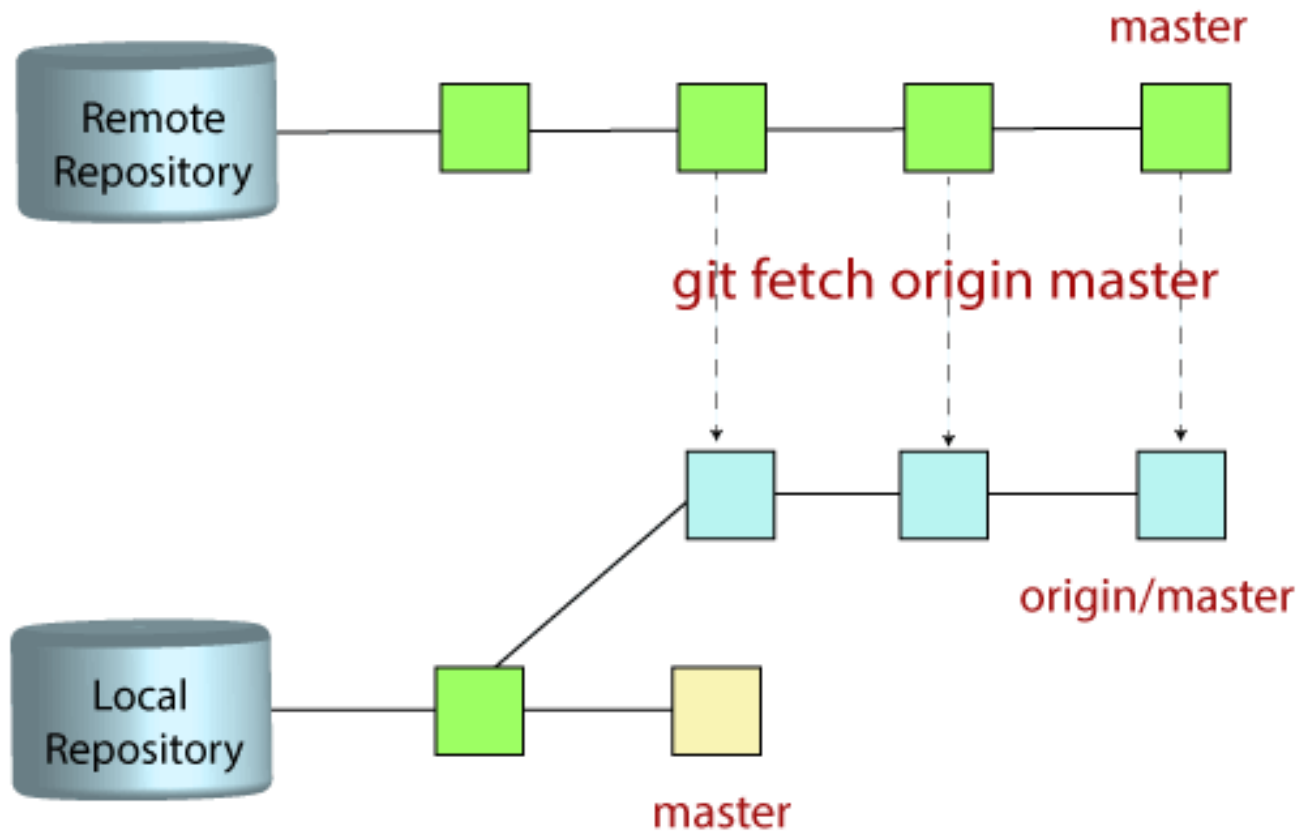 master
Remote
Repository
git fetch origin master
origin/master
Local
Repository
master